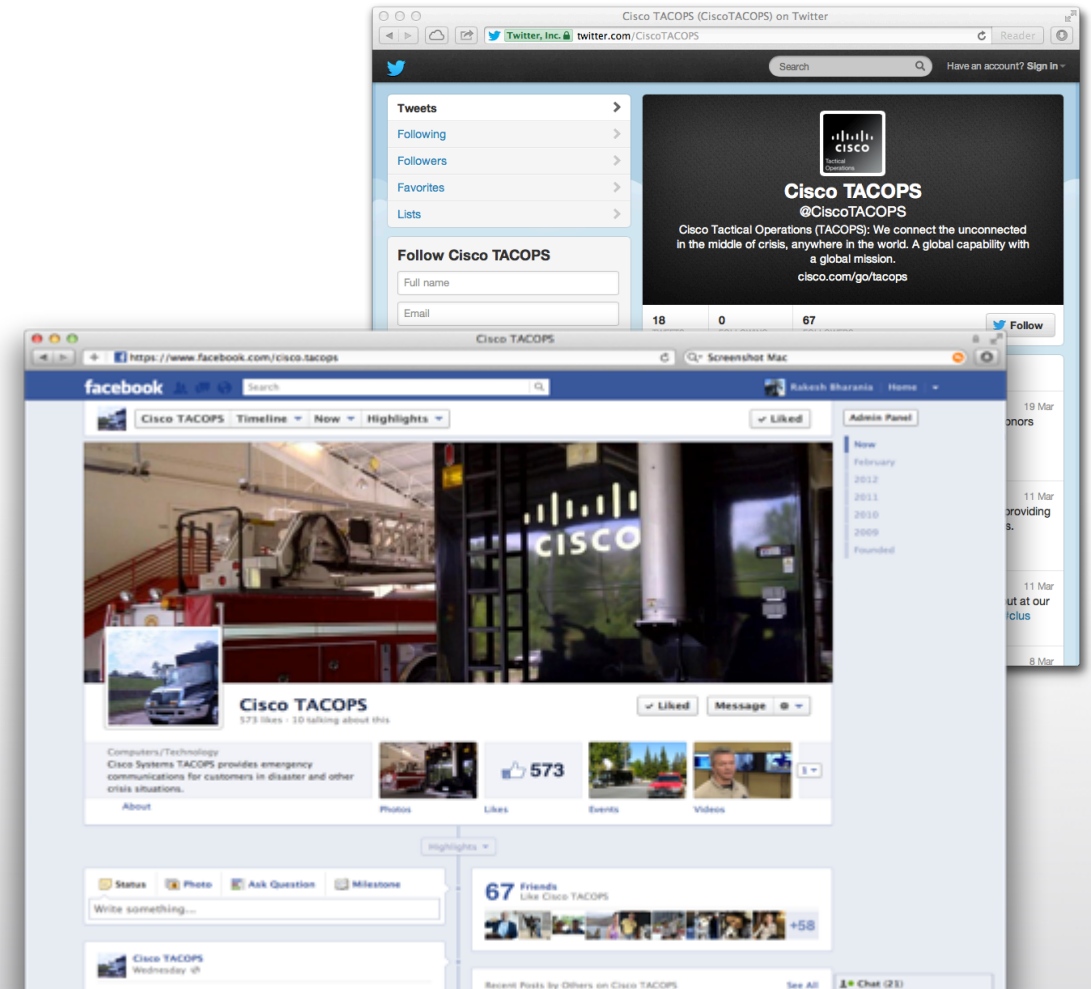 Cisco TACOPS (CiscoTACOPS) on Twitter
Twitter, Inc. twitter.com/CiscoTACOPS
Reader
Search
Have an account? Sign in
Tweets
Following
Followers
Favorites
Lists
Follow Cisco TACOPS
Full name
Email
CISCO
Tactical
Operations
Cisco TACOPS
@CiscoTACOPS
Cisco Tactical Operations (TACOPS): We connect the unconnected
in the middle of crisis, anywhere in the world. A global capability with
a global mission.
cisco.com/go/tacops
18
0
67
Follow
19 Mar
onors
11 Mar
providing
s.
11 Mar
ut at our
8 Mar
Cisco TACOPS
https://www.facebook.com/cisco.tacops
Screenshot Mac
facebook
Search
Rakesh Bharania
Home
Cisco TACOPS
Timeline
Now
Highlights
Liked
Admin Panel
Now
February
2012
2011
2010
2009
Founded
CISCO
Cisco TACOPS
573 likes · 10 talking about this
Liked
Message
Computers/Technology
Cisco Systems TACOPS provides emergency
communications for customers in disaster and other
crisis situations.
About
Photos
573
Likes
Events
Videos
1
Highlights
Status
Photo
Ask Question
Milestone
Write something...
67 Friends
Like Cisco TACOPS
+58
Cisco TACOPS
Wednesday
Recent Posts by Others on Cisco TACOPS
See All
Chat (21)